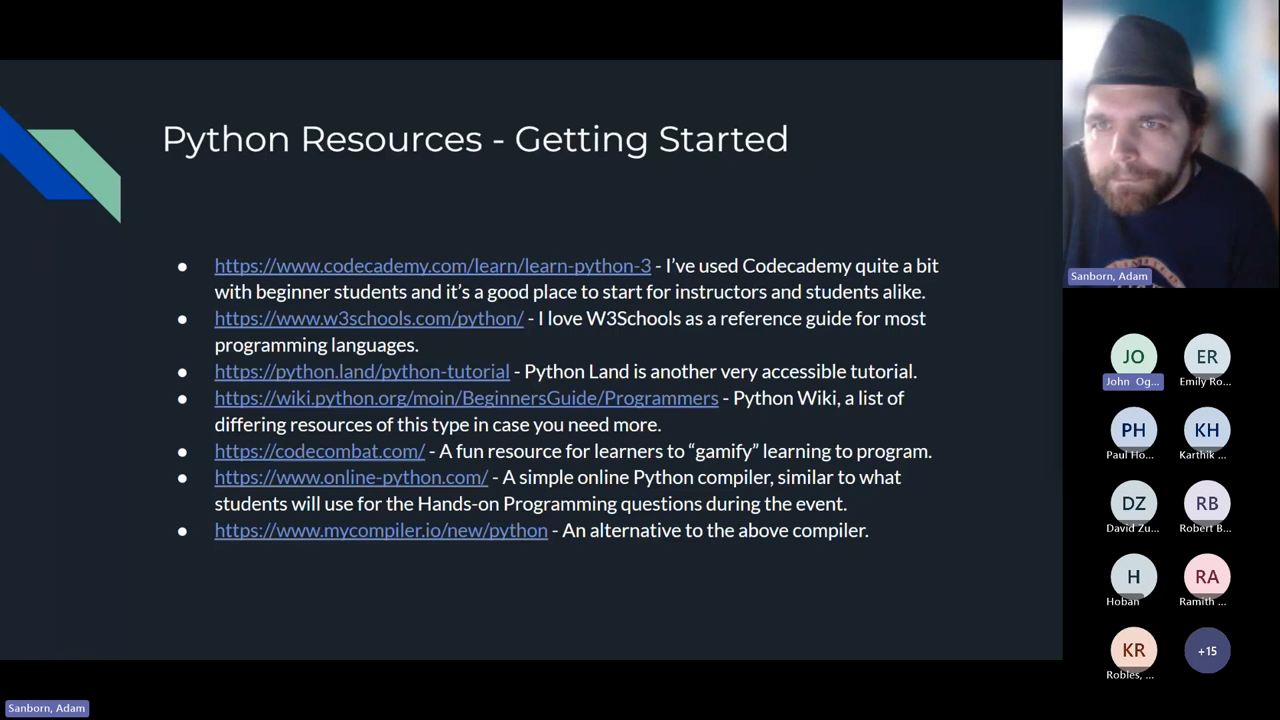 Python Resources - Getting Started
● https://www.codecademy.com/learn/learn-python-3 - I’ve used Codecademy quite a bit
with beginner students and it’s a good place to start for instructors and students alike.
● https://www.w3schools.com/python/ - I love W3Schools as a reference guide for most
programming languages.
● https://python.land/python-tutorial - Python Land is another very accessible tutorial.
● https://wiki.python.org/moin/BeginnersGuide/Programmers - Python Wiki, a list of
differing resources of this type in case you need more.
● https://codecombat.com/ - A fun resource for learners to “gamify” learning to program.
● https://www.online-python.com/ - A simple online Python compiler, similar to what
students will use for the Hands-on Programming questions during the event.
● https://www.mycompiler.io/new/python - An alternative to the above compiler.
Sanborn, Adam
JO ER
John Og... Emily Ro...
PH KH
Paul Ho... Karthik ...
DZ RB
David Zu... Robert B...
H RA
Hoban Ramith ...
KR +15
Robles, ...
Sanborn, Adam